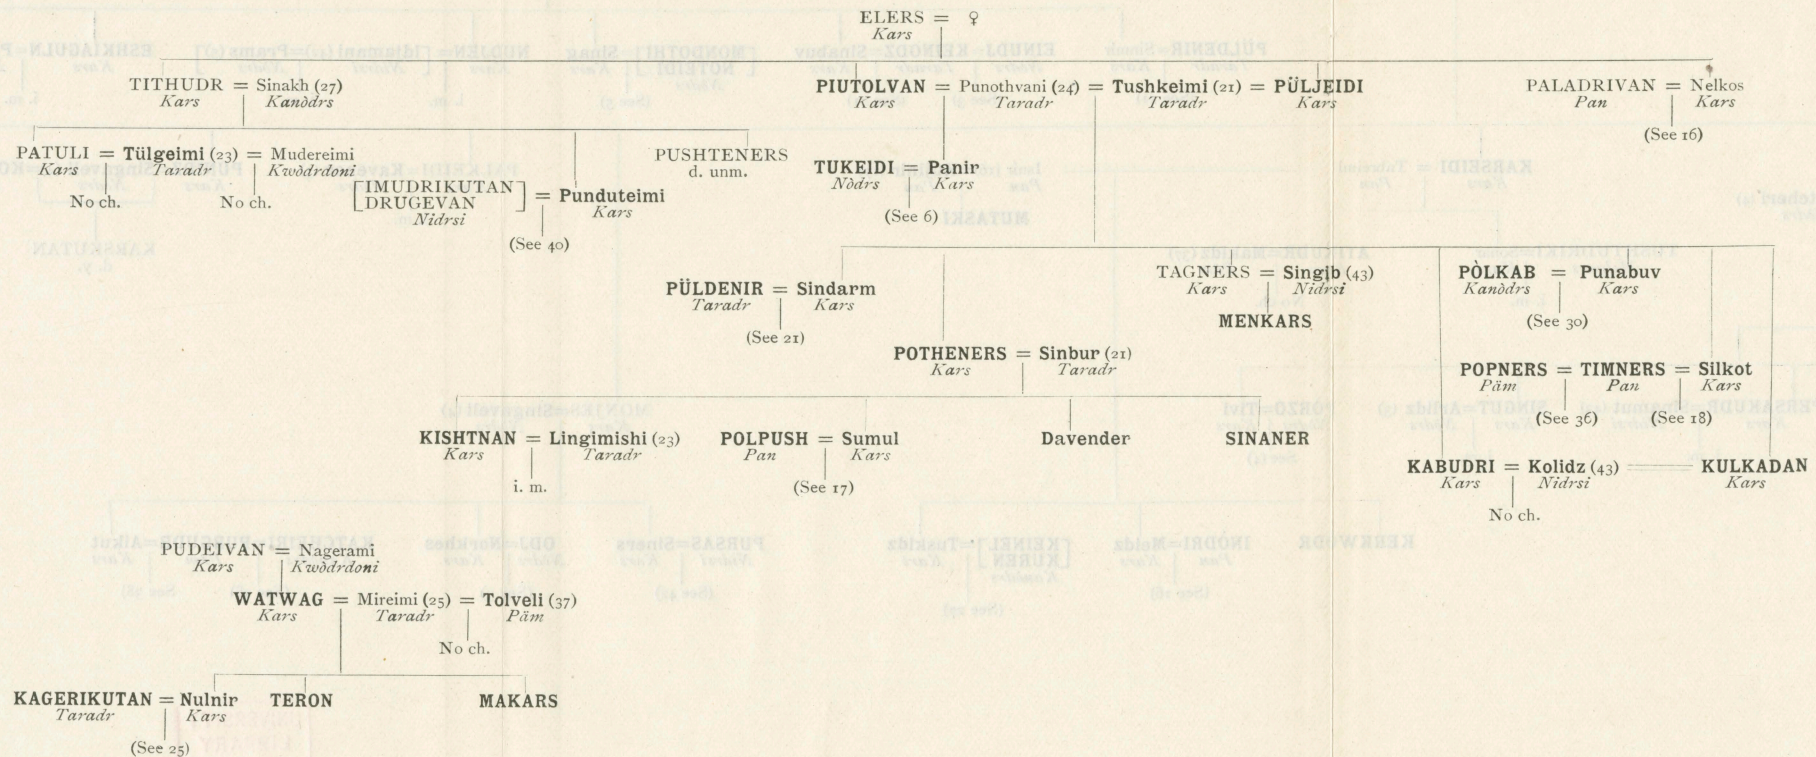 ELERS = ♀
Kars
TITHUDR = Sinakh (27)
Kars Kanòdrs
PIUTOLVAN = Punothvani (24) = Tushkeimi (21) = PÜLJEIDI
Kars Taradr Taradr Kars
PALADRIVAN = Nelkos
Pan Kars
(See 16)
PATULI = Tülgeimi (23) = Mudereimi
Kars Taradr Kwòdrdoni
No ch. No ch.
[IMUDRIKUTAN
DRUGEVAN] = Punduteimi
Nidrsi Kars
(See 40)
PUSHTENERS
d. unm.
TUKEIDI = Panir
Nòdrs Kars
(See 6)
PÜLDENIR = Sindarm
Taradr Kars
(See 21)
TAGNERS = Singib (43)
Kars Nidrsi
MENKARS
PÒLKAB = Punabuv
Kanòdrs Kars
(See 30)
POTHENERS = Sinbur (21)
Kars Taradr
POPNERS = TIMNERS = Silkot
Päm Pan Kars
(See 36) (See 18)
KISHTNAN = Lingimishi (23)
Kars Taradr
i. m.
POLPUSH = Sumul
Pan Kars
(See 17)
Davender
SINANER
KABUDRI = Kolidz (43) = KULKADAN
Kars Nidrsi Kars
No ch.
PUDEIVAN = Nagerami
Kars Kwòdrdoni
WATWAG = Mireimi (25) = Tolveli (37)
Kars Taradr Päm
No ch.
KAGERIKUTAN = Nulnir TERON MAKARS
Taradr Kars
(See 25)